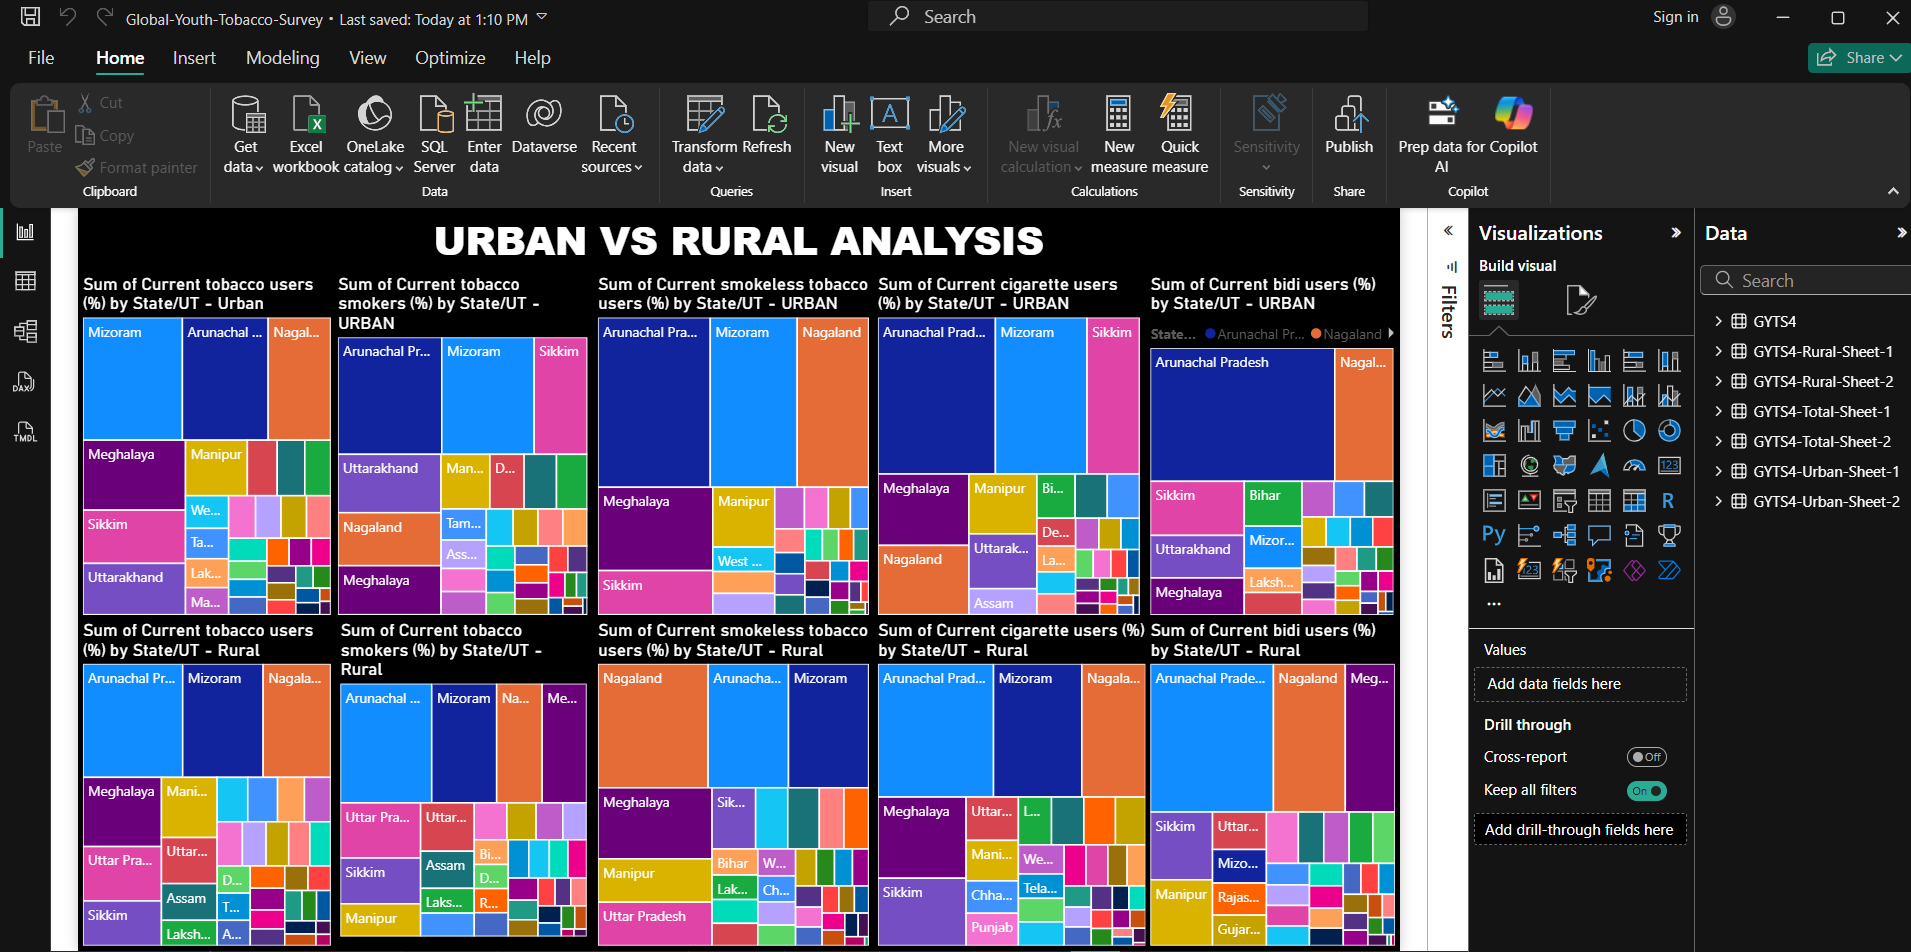 Global-Youth-Tobacco-Survey • Last saved: Today at 1:10 PM
Search
Sign in
File
Home
Insert
Modeling
View
Optimize
Help
Share
Paste
Cut
Copy
Format painter
Clipboard
Get data
Excel workbook
OneLake catalog
SQL Server
Enter data
Dataverse
Recent sources
Data
Transform data
Refresh
Queries
New visual
Text box
More visuals
Insert
New visual calculation
New measure
Quick measure
Calculations
Sensitivity
Sensitivity
Publish
Share
Prep data for AI
Copilot
Copilot
DAX
TMDL
URBAN VS RURAL ANALYSIS
Sum of Current tobacco users
(%) by State/UT - Urban
Mizoram
Arunachal ...
Nagal...
Meghalaya
Manipur
Sikkim
We...
Ta...
Uttarakhand
Lak...
Ma...
Sum of Current tobacco
smokers (%) by State/UT -
URBAN
Arunachal Pr...
Mizoram
Sikkim
Uttarakhand
Man...
D...
Nagaland
Tam...
Ass...
Meghalaya
Sum of Current smokeless tobacco
users (%) by State/UT - URBAN
Arunachal Pra...
Mizoram
Nagaland
Meghalaya
Manipur
West ...
Sikkim
Sum of Current cigarette users
(%) by State/UT - URBAN
Arunachal Prad...
Mizoram
Sikkim
Meghalaya
Manipur
Bi...
De...
Nagaland
Uttarak...
La...
Assam
Sum of Current bidi users (%)
by State/UT - URBAN
State...
Arunachal Pr...
Nagaland
Arunachal Pradesh
Nagal...
Sikkim
Bihar
Uttarakhand
Mizor...
Laksh...
Meghalaya
Sum of Current tobacco users
(%) by State/UT - Rural
Arunachal Pr...
Mizoram
Nagala...
Meghalaya
Mani...
Uttar Pra...
Uttar...
D...
Assam
T...
Sikkim
Laksh...
A...
Sum of Current tobacco
smokers (%) by State/UT -
Rural
Arunachal ...
Mizoram
Na...
Me...
Uttar Pra...
Uttar...
Bi...
Sikkim
Assam
D...
Laks...
R...
Manipur
Sum of Current smokeless tobacco
users (%) by State/UT - Rural
Nagaland
Arunacha...
Mizoram
Meghalaya
Sik...
Bihar
W...
Manipur
Lak...
Ch...
Uttar Pradesh
Sum of Current cigarette users (%)
by State/UT - Rural
Arunachal Prad...
Mizoram
Nagala...
Meghalaya
Uttar...
L...
Mani...
We...
Sikkim
Chha...
Tela...
Punjab
Sum of Current bidi users (%)
by State/UT - Rural
Arunachal Prade...
Nagaland
Meg...
Sikkim
Uttar...
Mizo...
Manipur
Rajas...
Gujar...
Filters
Visualizations
Build visual
123
R
Py
123
...
Values
Add data fields here
Drill through
Cross-report
Off
Keep all filters
On
Add drill-through fields here
Data
Search
GYTS4
GYTS4-Rural-Sheet-1
GYTS4-Rural-Sheet-2
GYTS4-Total-Sheet-1
GYTS4-Total-Sheet-2
GYTS4-Urban-Sheet-1
GYTS4-Urban-Sheet-2